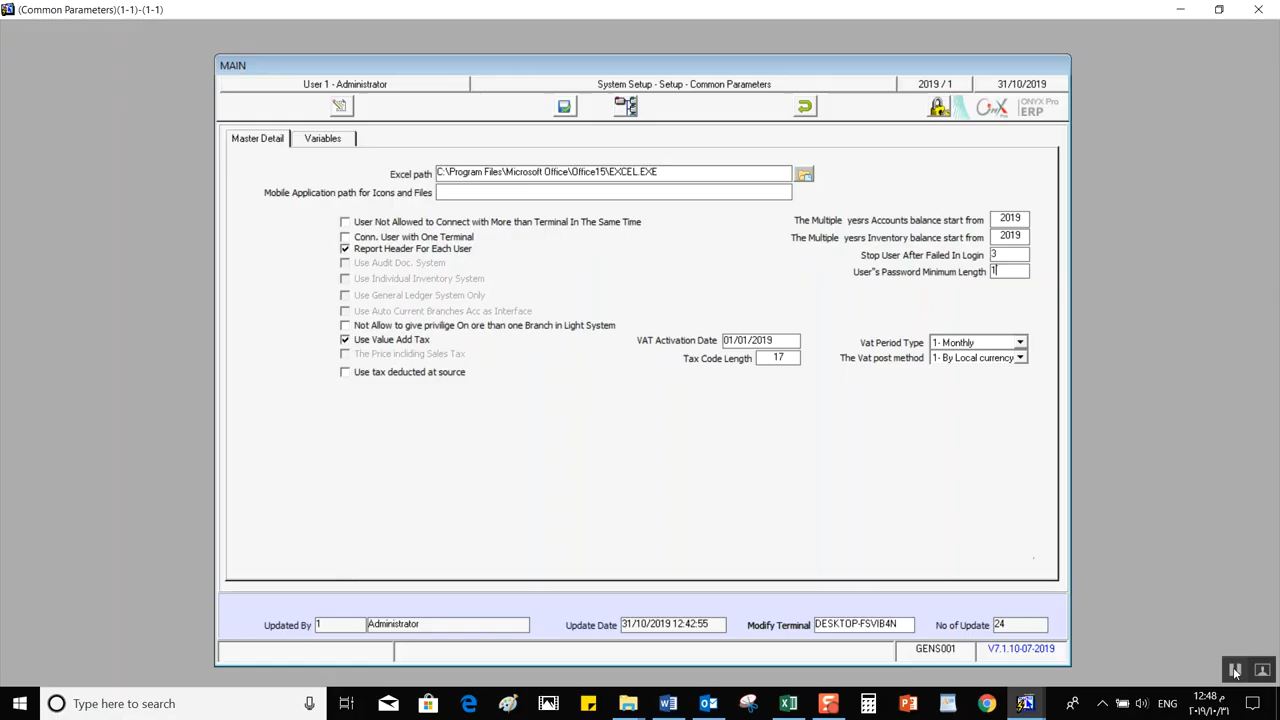 (Common Parameters)(1-1)-(1-1)
MAIN
User 1 - Administrator
System Setup - Setup - Common Parameters
2019 / 1
31/10/2019
Onyx Pro
ONYX Pro
ERP
Master Detail
Variables
Excel path C:\Program Files\Microsoft Office\Office15\EXCEL.EXE
Mobile Application path for Icons and Files
User Not Allowed to Connect with More than Terminal In The Same Time
The Multiple yesrs Accounts balance start from 2019
Conn. User with One Terminal
The Multiple yesrs Inventory balance start from 2019
Report Header For Each User
Stop User After Failed In Login 3
Use Audit Doc. System
User"s Password Minimum Length 1
Use Individual Inventory System
Use General Ledger System Only
Use Auto Current Branches Acc as Interface
Not Allow to give privilige On ore than one Branch in Light System
Use Value Add Tax
VAT Activation Date 01/01/2019
Vat Period Type 1- Monthly
The Price inclding Sales Tax
Tax Code Length 17
The Vat post method 1- By Local currency
Use tax deducted at source
Updated By 1 Administrator
Update Date 31/10/2019 12:42:55
Modify Terminal DESKTOP-FSVIB4N
No of Update 24
GENS001
V7.1.10-07-2019
Type here to search
ENG
12:48 م
٢٠١٩/١٠/٣١